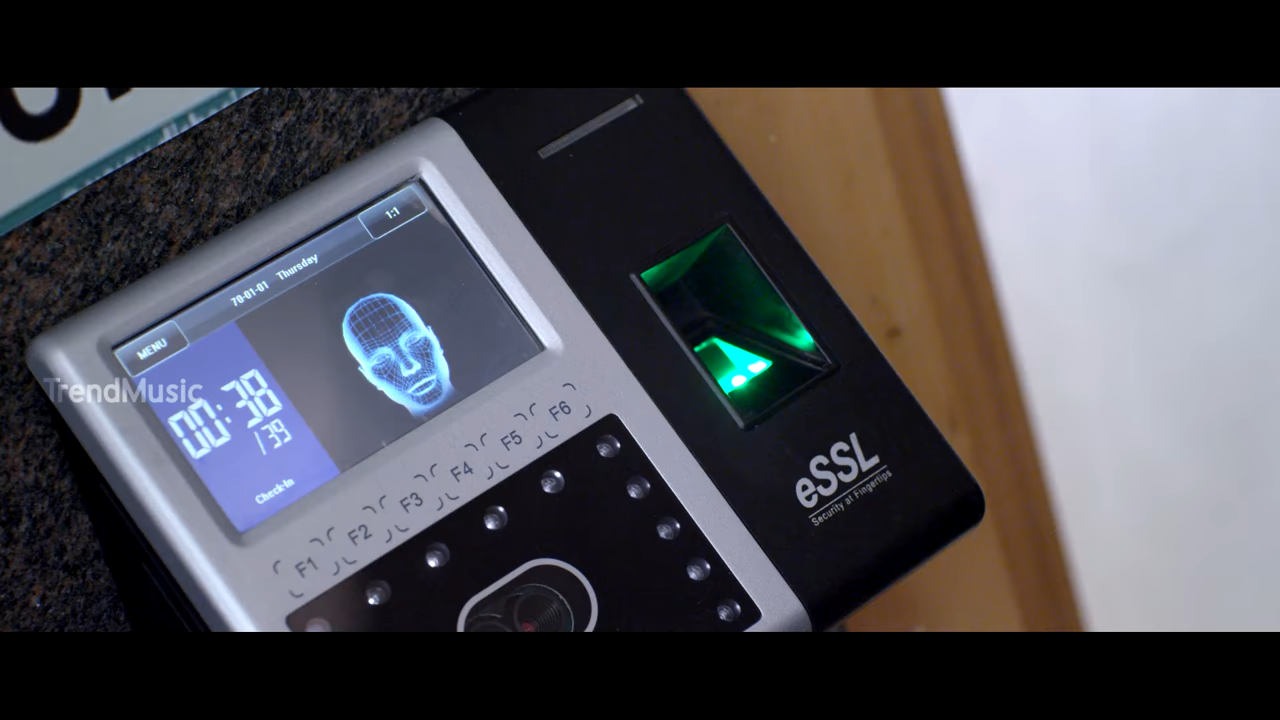 1:1
70-01-01 Thursday
MENU
TrendMusic
00:38
/39
Check-In
F1 F2 F3 F4 F5 F6
eSSL
Security at Fingertips